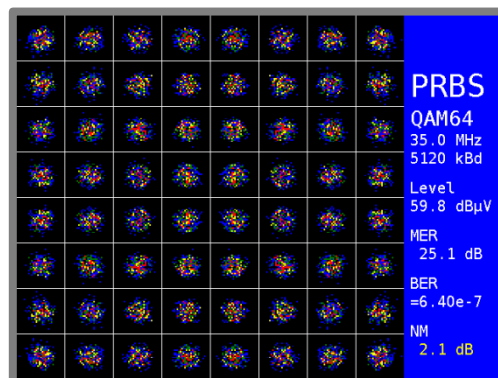 PRBS
QAM64
35.0 MHz
5120 kBd
Level
59.8 dBµV
MER
25.1 dB
BER
=6.40e-7
NM
2.1 dB